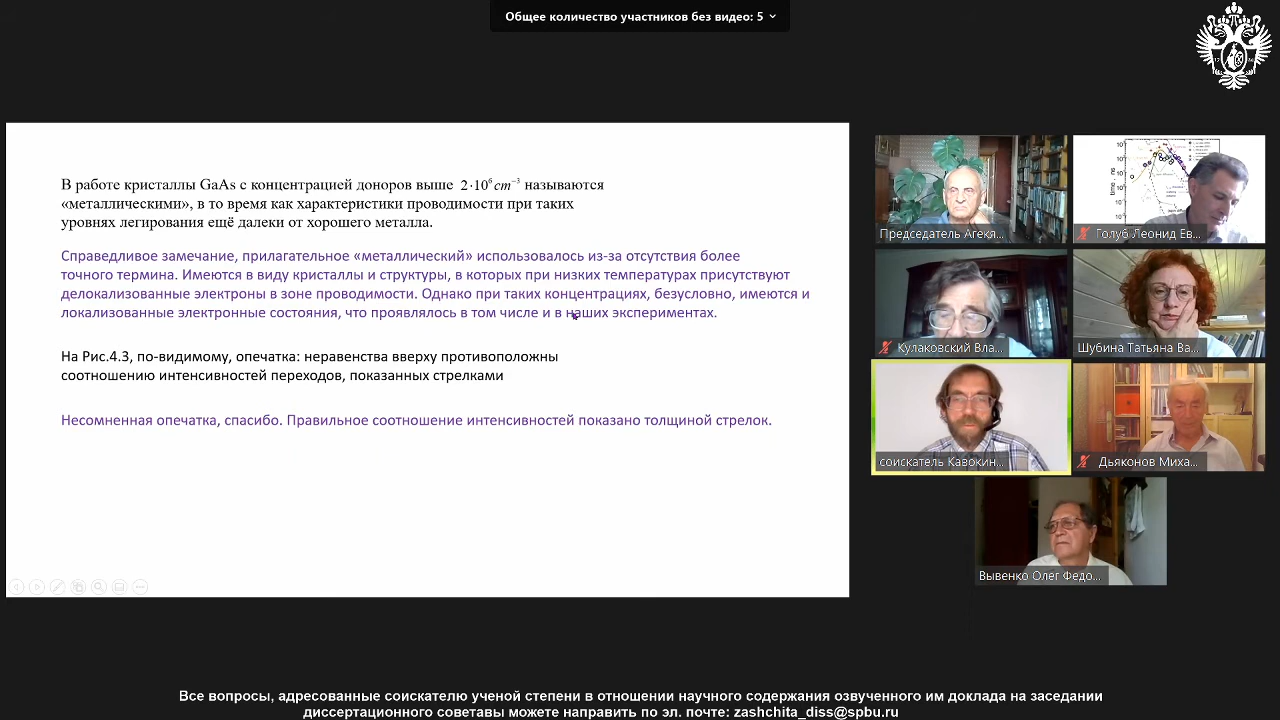 Общее количество участников без видео: 5
В работе кристаллы GaAs с концентрацией доноров выше 2·10⁶ cm⁻³ называются
«металлическими», в то время как характеристики проводимости при таких
уровнях легирования ещё далеки от хорошего металла.
Справедливое замечание, прилагательное «металлический» использовалось из-за отсутствия более
точного термина. Имеются в виду кристаллы и структуры, в которых при низких температурах присутствуют
делокализованные электроны в зоне проводимости. Однако при таких концентрациях, безусловно, имеются и
локализованные электронные состояния, что проявлялось в том числе и в наших экспериментах.
На Рис.4.3, по-видимому, опечатка: неравенства вверху противоположны
соотношению интенсивностей переходов, показанных стрелками
Несомненная опечатка, спасибо. Правильное соотношение интенсивностей показано толщиной стрелок.
Председатель Агекя...
Голуб Леонид Ев...
Кулаковский Вла...
Шубина Татьяна Ва...
соискатель Кавокин...
Дьяконов Миха...
Вывенко Олег Федо...
Все вопросы, адресованные соискателю ученой степени в отношении научного содержания озвученного им доклада на заседании
диссертационного советавы можете направить по эл. почте: zashchita_diss@spbu.ru